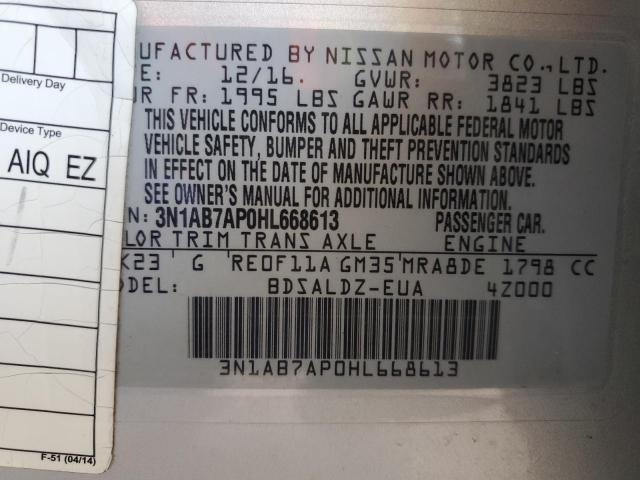 Delivery Day
Device Type
AIQ EZ
F-51 (04/14)
UFACTURED BY NISSAN MOTOR CO.,LTD.
E: 12/16. GVWR: 3823 LBS
R FR: 1995 LBS GAWR RR: 1841 LBS
THIS VEHICLE CONFORMS TO ALL APPLICABLE FEDERAL MOTOR
VEHICLE SAFETY, BUMPER AND THEFT PREVENTION STANDARDS
IN EFFECT ON THE DATE OF MANUFACTURE SHOWN ABOVE.
SEE OWNER'S MANUAL FOR ADDITIONAL INFORMATION.
N: 3N1AB7AP0HL668613 PASSENGER CAR.
LOR TRIM TRANS AXLE ENGINE
K23 G RE0F11A GM35 MRA8DE 1798 CC
MODEL: BDSALDZ-EUA 4Z000
3N1AB7AP0HL668613